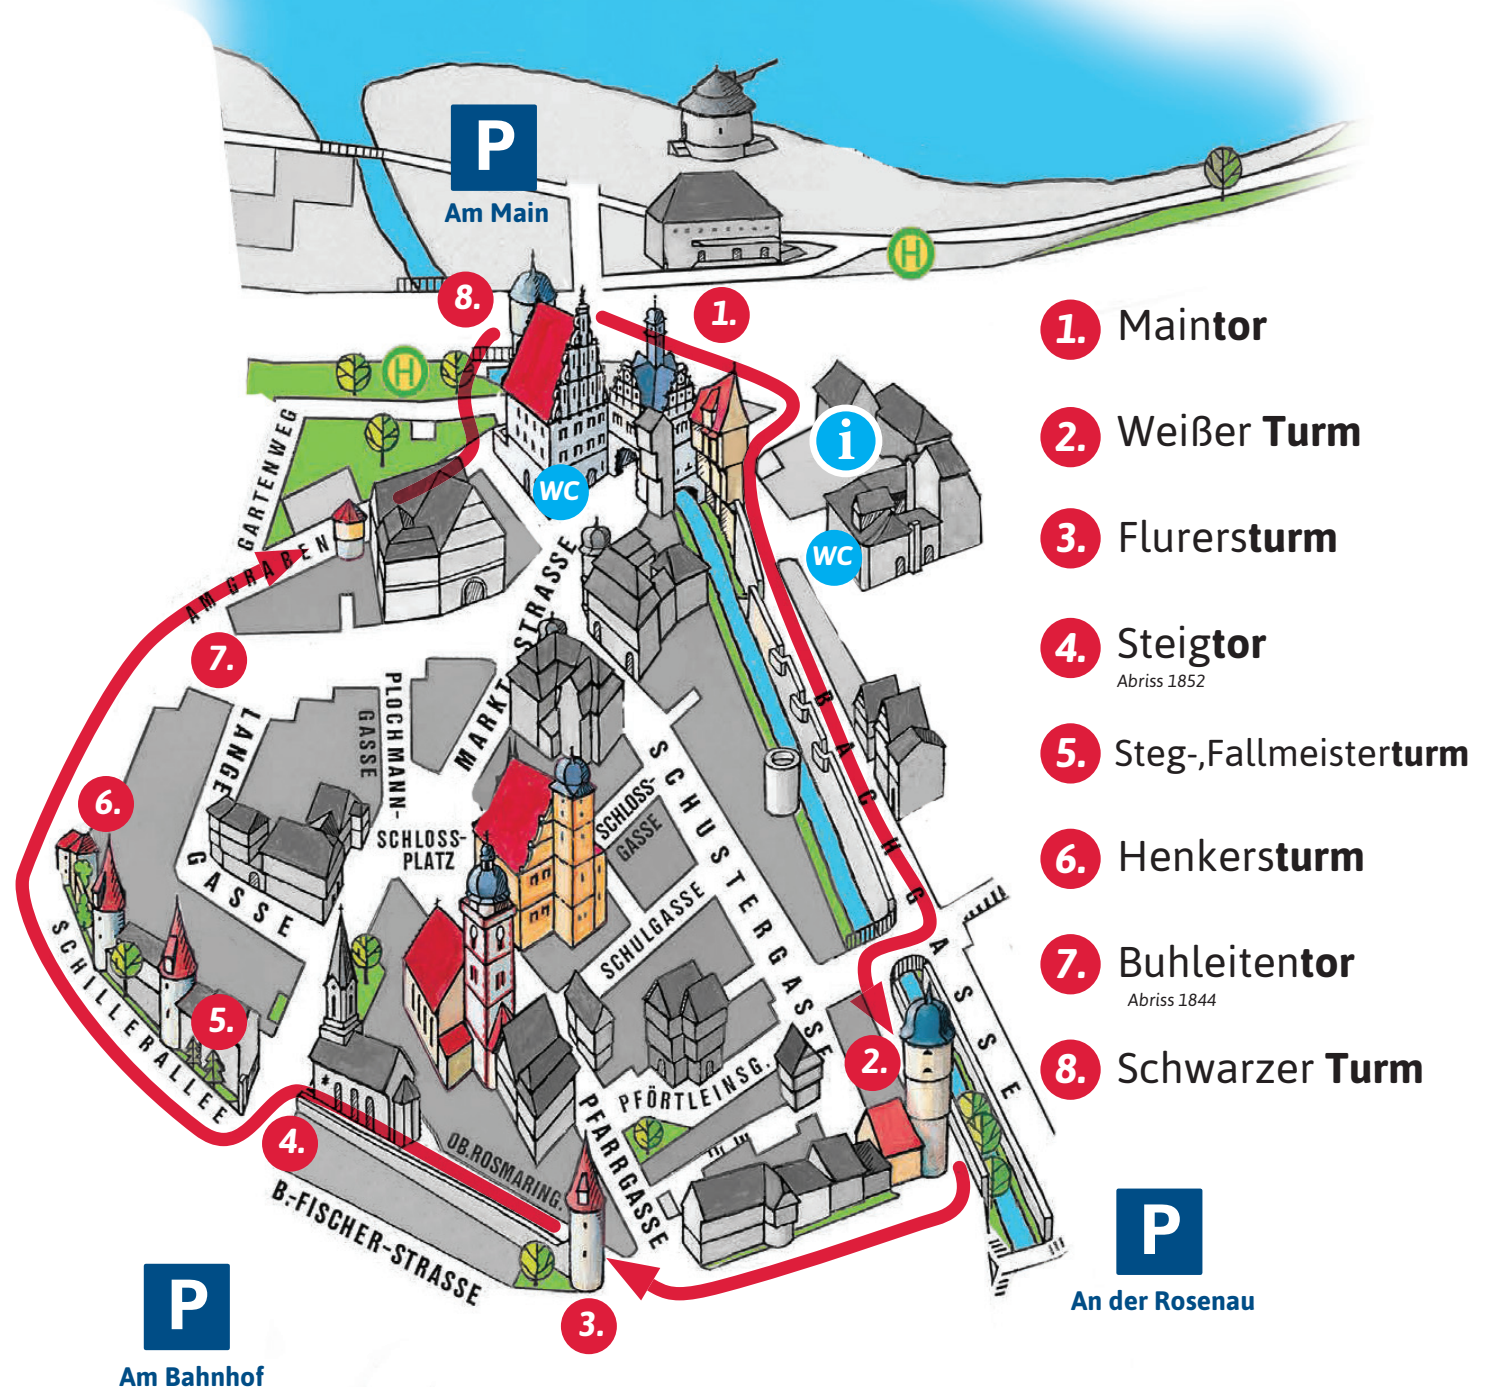 P
Am Main
H
8.
1.
H
i
WC
WC
GARTENWEG
AM GRABEN
7.
MARKTSTRASSE
PLOCHMANN-
GASSE
LANGE
GASSE
SCHLOSS-
PLATZ
SCHLOSS-
GASSE
SCHUSTERGASSE
BACHGASSE
SCHULGASSE
6.
5.
SCHILLERALLEE
4.
2.
PFÖRTLEINSG.
PFARRGASSE
OB.ROSMARING.
B.-FISCHER-STRASSE
3.
P
Am Bahnhof
P
An der Rosenau
1. Maintor
2. Weißer Turm
3. Flurersturm
4. Steigtor
Abriss 1852
5. Steg-,Fallmeisterturm
6. Henkersturm
7. Buhleitentor
Abriss 1844
8. Schwarzer Turm